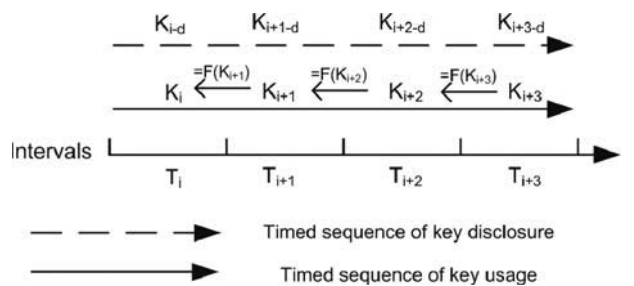 K_{i-d} K_{i+1-d} K_{i+2-d} K_{i+3-d}
=F(K_{i+1}) =F(K_{i+2}) =F(K_{i+3})
K_i K_{i+1} K_{i+2} K_{i+3}
Intervals
T_i T_{i+1} T_{i+2} T_{i+3}
Timed sequence of key disclosure
Timed sequence of key usage